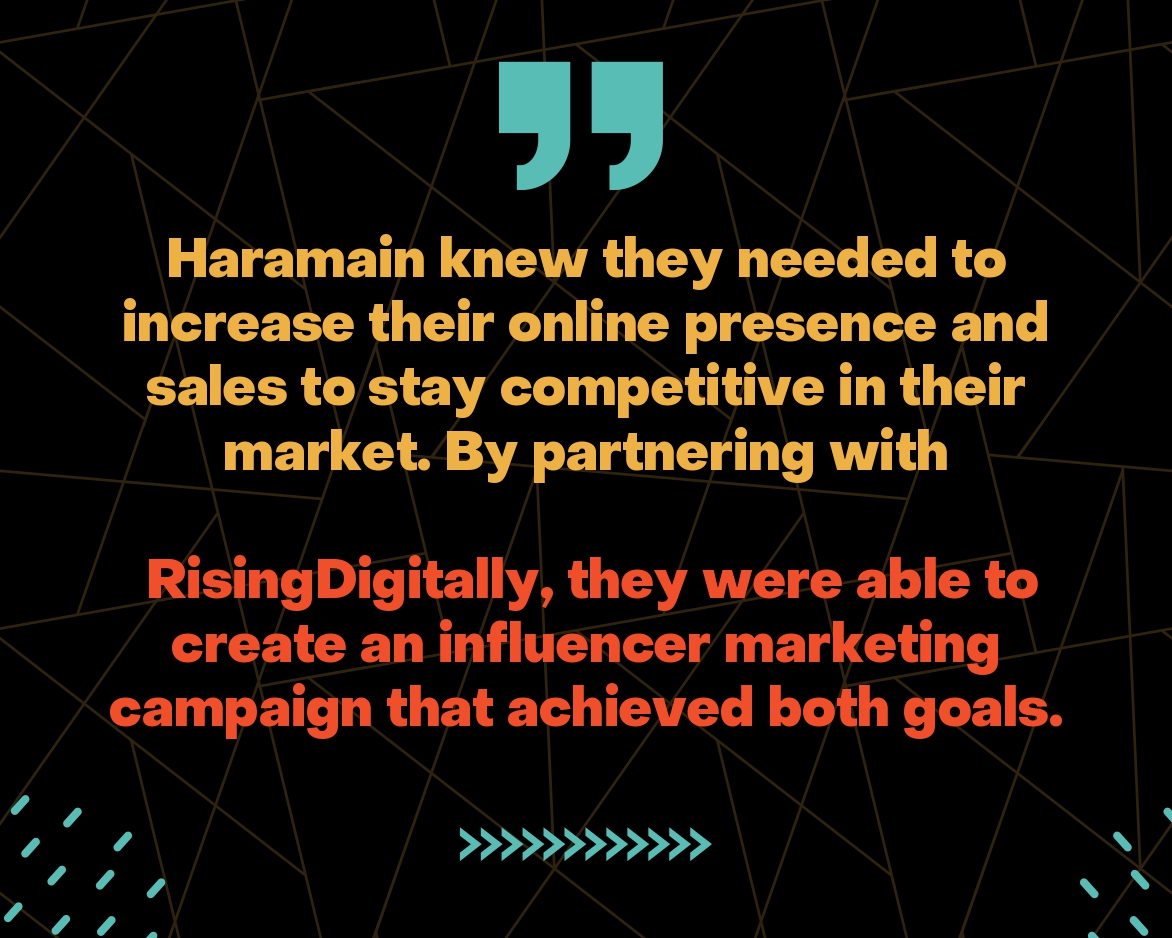 Haramain knew they needed to
increase their online presence and
sales to stay competitive in their
market. By partnering with
RisingDigitally, they were able to
create an influencer marketing
campaign that achieved both goals.